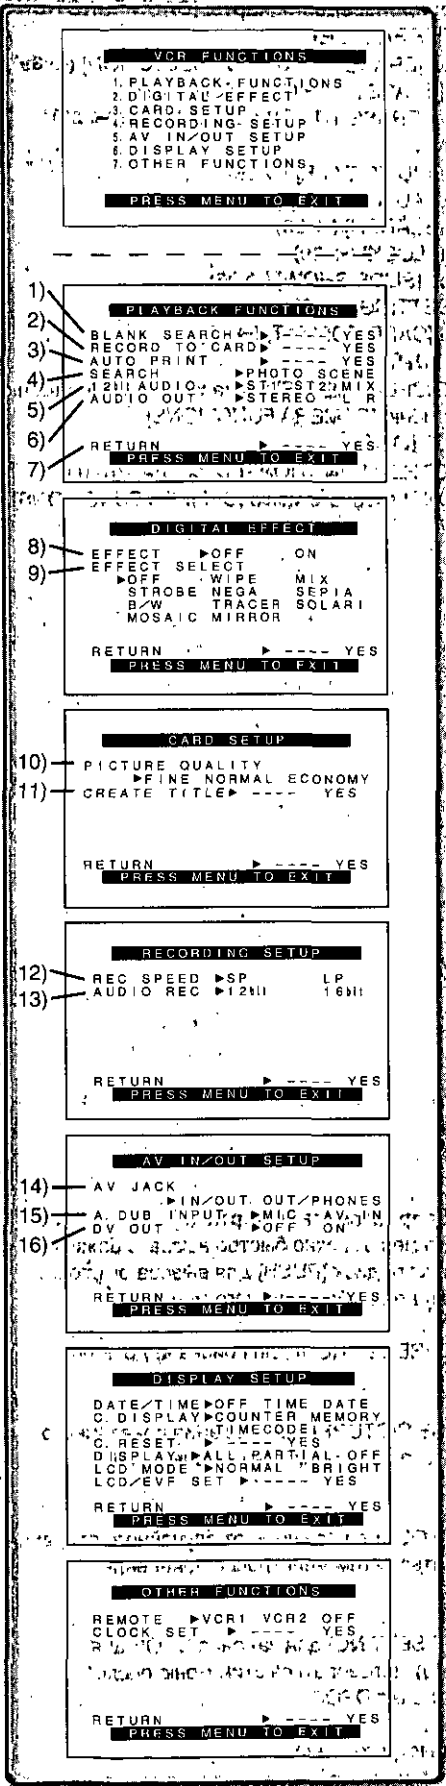 VCR FUNCTIONS
1. PLAYBACK FUNCTIONS
2. DIGITAL EFFECT
3. CARD SETUP
4. RECORDING SETUP
5. AV IN/OUT SETUP
6. DISPLAY SETUP
7. OTHER FUNCTIONS
PRESS MENU TO EXIT
PLAYBACK FUNCTIONS
1) BLANK SEARCH ▶ ---- YES
2) RECORD TO CARD ▶ ---- YES
3) AUTO PRINT ▶ ---- YES
4) SEARCH ▶PHOTO SCENE
5) 12bit AUDIO ▶ST1 ST2 MIX
6) AUDIO OUT ▶STEREO L R
7) RETURN ▶ ---- YES
PRESS MENU TO EXIT
DIGITAL EFFECT
8) EFFECT ▶OFF ON
9) EFFECT SELECT
▶OFF WIPE MIX
STROBE NEGA SEPIA
B/W TRACER SOLARI
MOSAIC MIRROR
RETURN ▶ ---- YES
PRESS MENU TO EXIT
CARD SETUP
10) PICTURE QUALITY
▶FINE NORMAL ECONOMY
11) CREATE TITLE▶ ---- YES
RETURN ▶ ---- YES
PRESS MENU TO EXIT
RECORDING SETUP
12) REC SPEED ▶SP LP
13) AUDIO REC ▶12bit 16bit
RETURN ▶ ---- YES
PRESS MENU TO EXIT
AV IN/OUT SETUP
14) AV JACK
▶IN/OUT OUT/PHONES
15) A.DUB INPUT ▶MIC AV IN
16) DV OUT ▶OFF ON
RETURN ▶ ---- YES
PRESS MENU TO EXIT
DISPLAY SETUP
DATE/TIME▶OFF TIME DATE
C.DISPLAY▶COUNTER MEMORY
TIMECODE
C.RESET ▶ ---- YES
DISPLAY ▶ALL PARTIAL OFF
LCD MODE ▶NORMAL BRIGHT
LCD/EVF SET ▶ ---- YES
RETURN ▶ ---- YES
PRESS MENU TO EXIT
OTHER FUNCTIONS
REMOTE ▶VCR1 VCR2 OFF
CLOCK SET ▶ ---- YES
RETURN ▶ ---- YES
PRESS MENU TO EXIT